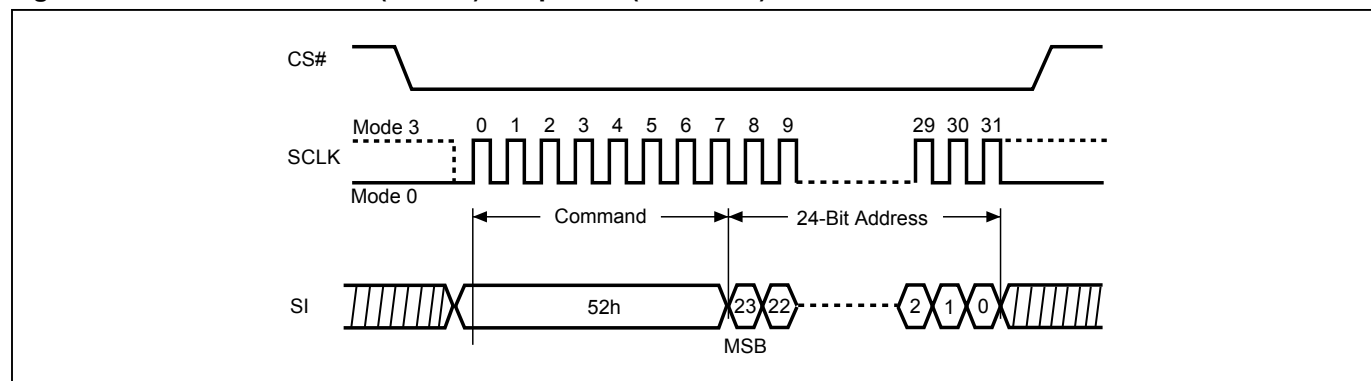 CS#
Mode 3
0 1 2 3 4 5 6 7 8 9 29 30 31
SCLK
Mode 0
Command 24-Bit Address
SI 52h 23 22 2 1 0
MSB